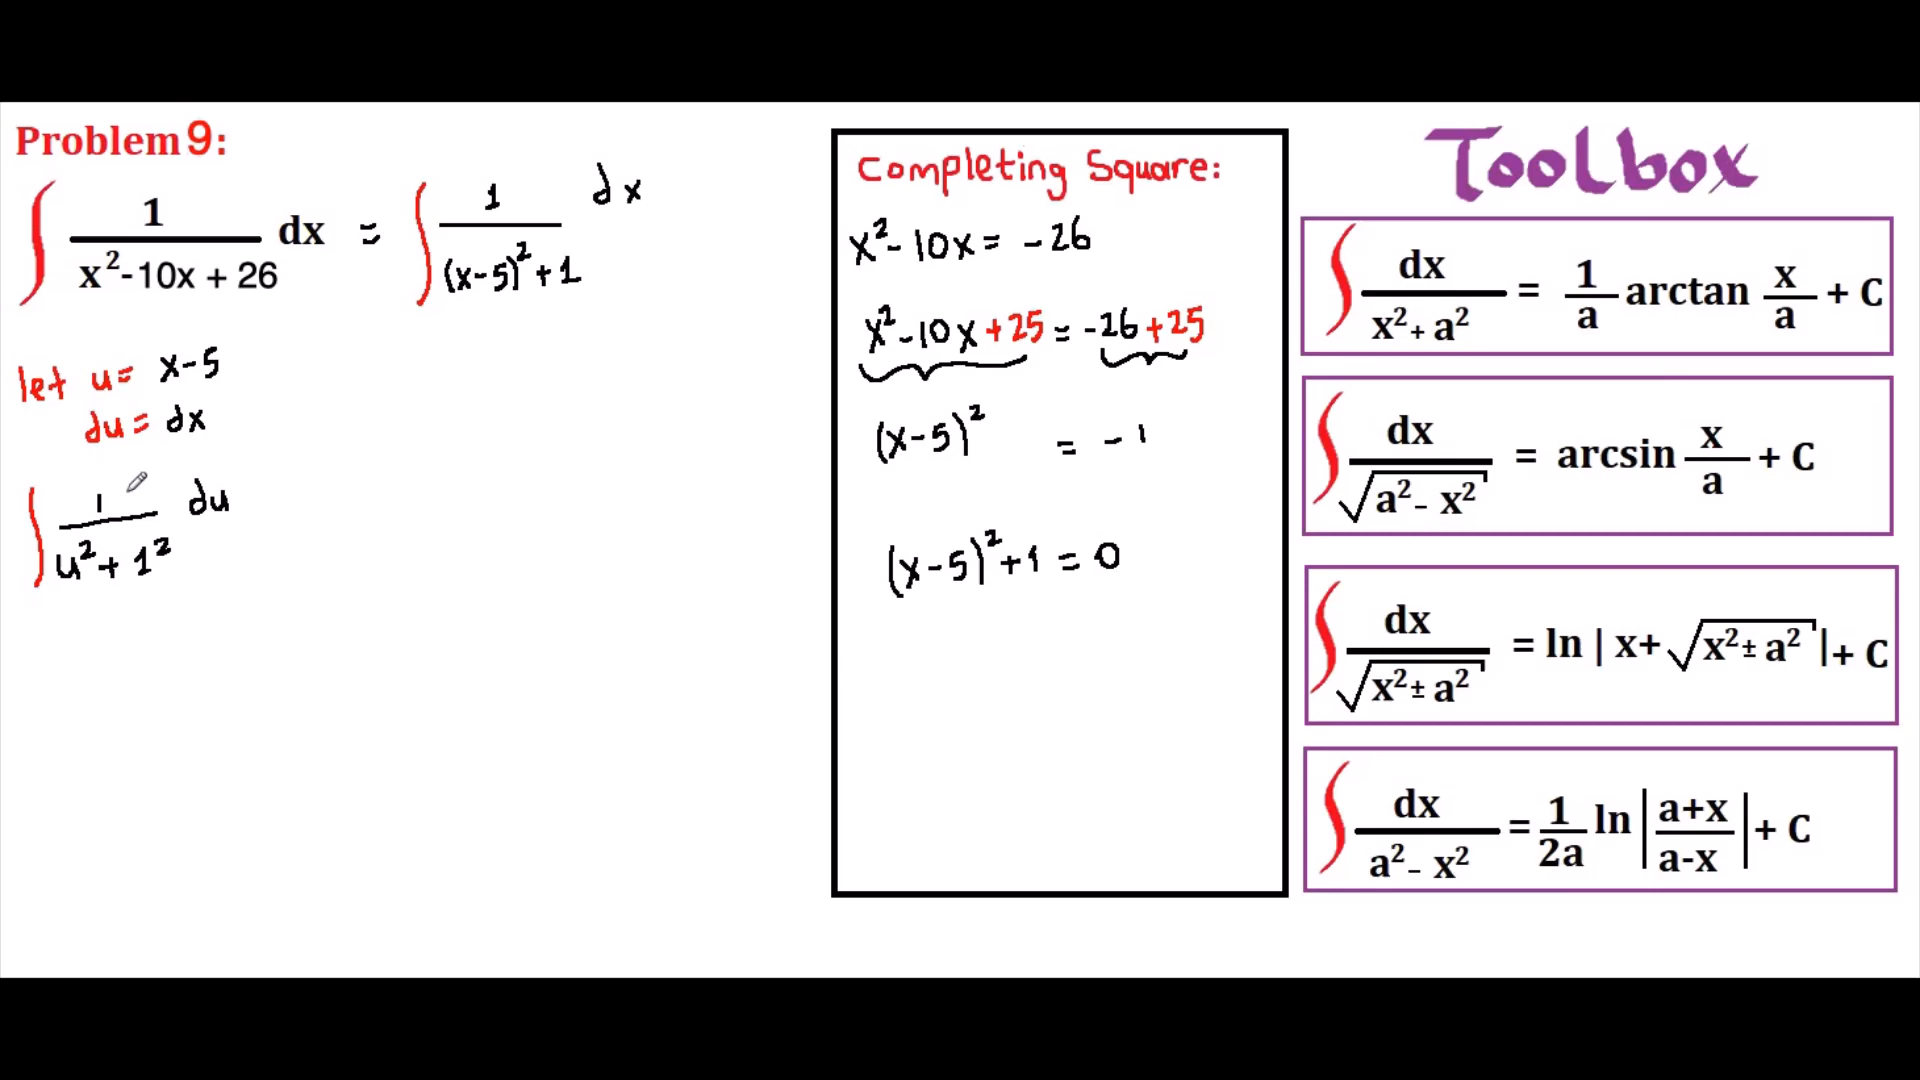 Problem 9:
∫ 1/(x²-10x + 26) dx = ∫ 1/((x-5)²+1) dx
let u = x-5
du = dx
∫ 1/(u²+1²) du
Completing Square:
x²-10x = -26
x²-10x+25 = -26+25
(x-5)² = -1
(x-5)²+1 = 0
Toolbox
∫ dx/(x²+a²) = 1/a arctan x/a + C
∫ dx/√(a²-x²) = arcsin x/a + C
∫ dx/√(x²±a²) = ln|x+√(x²±a²)|+ C
∫ dx/(a²-x²) = 1/2a ln|(a+x)/(a-x)| + C